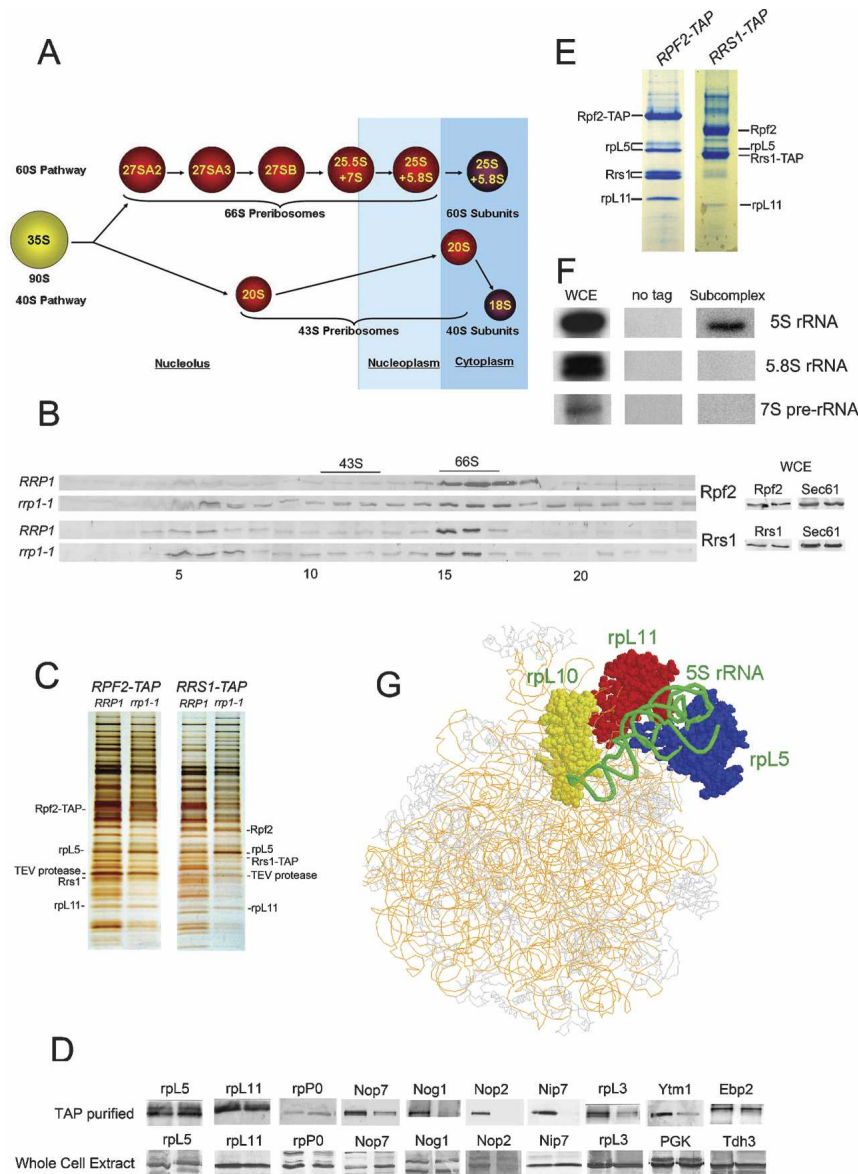 A
60S Pathway
27SA2
27SA3
27SB
25.5S
+7S
25S
+5.8S
25S
+5.8S
66S Preribosomes
60S Subunits
35S
90S
40S Pathway
20S
20S
18S
43S Preribosomes
40S Subunits
Nucleolus
Nucleoplasm
Cytoplasm
E
RPF2-TAP
RRS1-TAP
Rpf2-TAP
rpL5
Rrs1
rpL11
Rpf2
rpL5
Rrs1-TAP
rpL11
F
WCE
no tag
Subcomplex
5S rRNA
5.8S rRNA
7S pre-rRNA
B
43S
66S
RRP1
rrp1-1
Rpf2
RRP1
rrp1-1
Rrs1
5
10
15
20
WCE
Rpf2
Sec61
Rrs1
Sec61
C
RPF2-TAP
RRS1-TAP
RRP1
rrp1-1
RRP1
rrp1-1
Rpf2-TAP-
rpL5-
TEV protease
Rrs1
rpL11-
-Rpf2
rpL5
Rrs1-TAP
-TEV protease
-rpL11
G
rpL11
rpL10
5S rRNA
rpL5
D
rpL5
rpL11
rpP0
Nop7
Nog1
Nop2
Nip7
rpL3
Ytm1
Ebp2
TAP purified
rpL5
rpL11
rpP0
Nop7
Nog1
Nop2
Nip7
rpL3
PGK
Tdh3
Whole Cell Extract